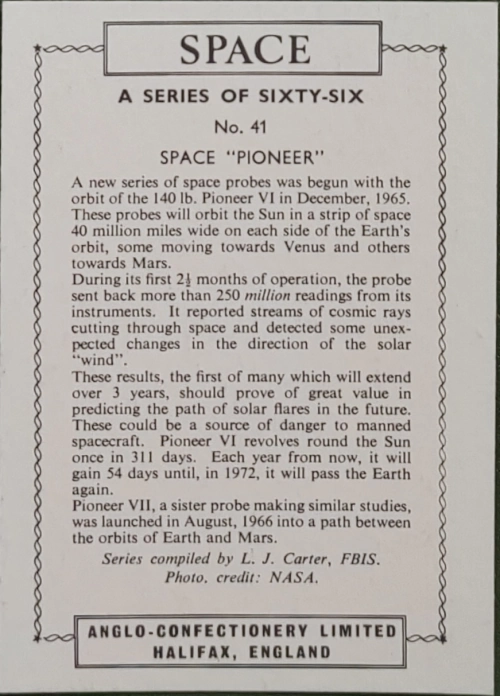 SPACE
A SERIES OF SIXTY-SIX
No. 41
SPACE "PIONEER"
A new series of space probes was begun with the
orbit of the 140 lb. Pioneer VI in December, 1965.
These probes will orbit the Sun in a strip of space
40 million miles wide on each side of the Earth's
orbit, some moving towards Venus and others
towards Mars.
During its first 2½ months of operation, the probe
sent back more than 250 million readings from its
instruments. It reported streams of cosmic rays
cutting through space and detected some unex-
pected changes in the direction of the solar
"wind".
These results, the first of many which will extend
over 3 years, should prove of great value in
predicting the path of solar flares in the future.
These could be a source of danger to manned
spacecraft. Pioneer VI revolves round the Sun
once in 311 days. Each year from now, it will
gain 54 days until, in 1972, it will pass the Earth
again.
Pioneer VII, a sister probe making similar studies,
was launched in August, 1966 into a path between
the orbits of Earth and Mars.
Series compiled by L. J. Carter, FBIS.
Photo. credit: NASA.
ANGLO-CONFECTIONERY LIMITED
HALIFAX, ENGLAND